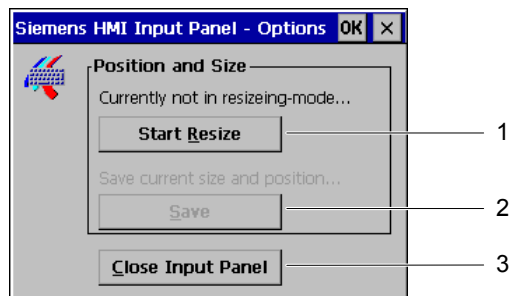 Siemens HMI Input Panel - Options OK ×
Position and Size
Currently not in resizeing-mode...
Start Resize 1
Save current size and position...
Save 2
Close Input Panel 3